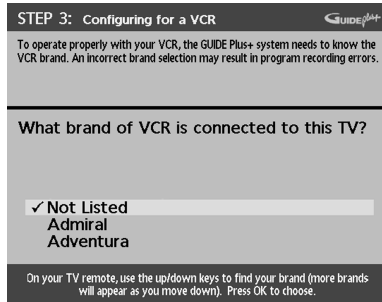 STEP 3: Configuring for a VCR
GUIDE Plus+
To operate properly with your VCR, the GUIDE Plus+ system needs to know the
VCR brand. An incorrect brand selection may result in program recording errors.
What brand of VCR is connected to this TV?
✓ Not Listed
Admiral
Adventura
On your TV remote, use the up/down keys to find your brand (more brands
will appear as you move down). Press OK to choose.